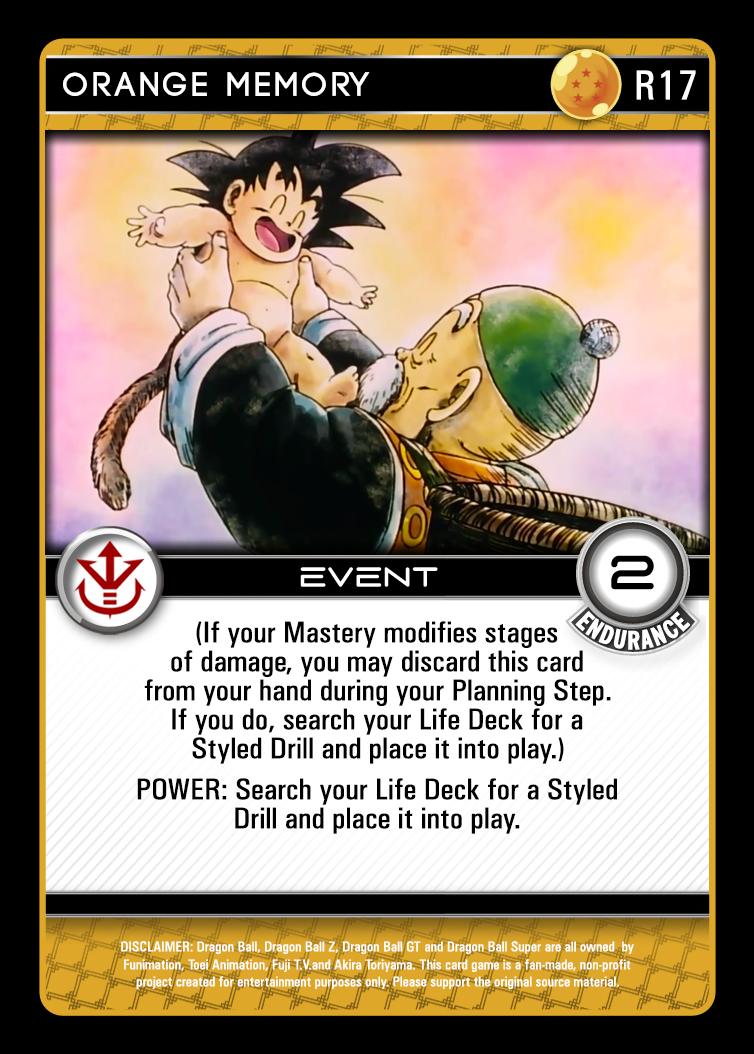 ORANGE MEMORY
R17
EVENT
2
ENDURANCE
(If your Mastery modifies stages
of damage, you may discard this card
from your hand during your Planning Step.
If you do, search your Life Deck for a
Styled Drill and place it into play.)
POWER: Search your Life Deck for a Styled
Drill and place it into play.
DISCLAIMER: Dragon Ball, Dragon Ball Z, Dragon Ball GT and Dragon Ball Super are all owned by
Funimation, Toei Animation, Fuji T.V.and Akira Toriyama. This card game is a fan-made, non-profit
project created for entertainment purposes only. Please support the original source material.